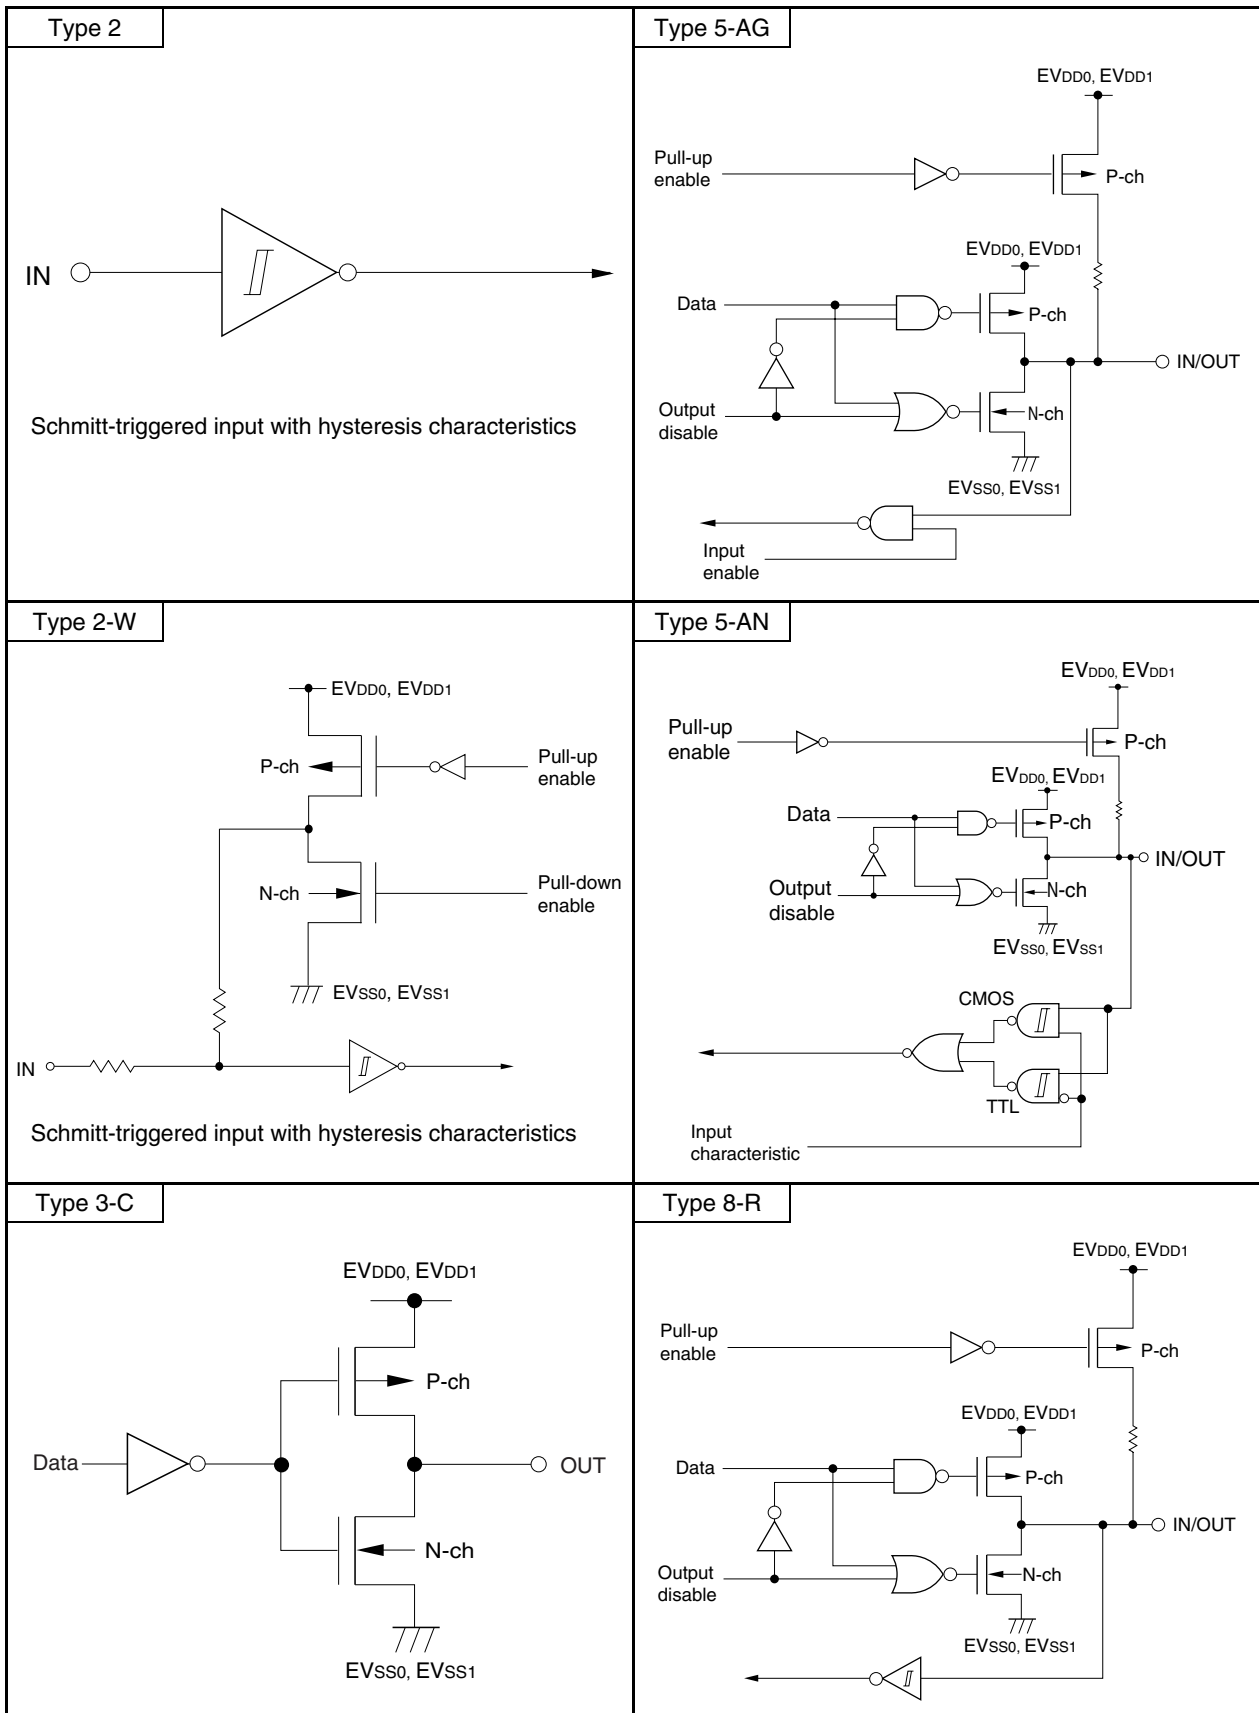 Type 2
IN
Schmitt-triggered input with hysteresis characteristics
Type 5-AG
EVDD0, EVDD1
Pull-up
enable
P-ch
EVDD0, EVDD1
Data
P-ch
IN/OUT
Output
disable
N-ch
EVSS0, EVSS1
Input
enable
Type 2-W
EVDD0, EVDD1
P-ch
Pull-up
enable
N-ch
Pull-down
enable
EVSS0, EVSS1
IN
Schmitt-triggered input with hysteresis characteristics
Type 5-AN
EVDD0, EVDD1
Pull-up
enable
P-ch
EVDD0, EVDD1
Data
P-ch
IN/OUT
Output
disable
N-ch
EVSS0, EVSS1
CMOS
TTL
Input
characteristic
Type 3-C
EVDD0, EVDD1
P-ch
Data
OUT
N-ch
EVSS0, EVSS1
Type 8-R
EVDD0, EVDD1
Pull-up
enable
P-ch
EVDD0, EVDD1
Data
P-ch
IN/OUT
Output
disable
N-ch
EVSS0, EVSS1